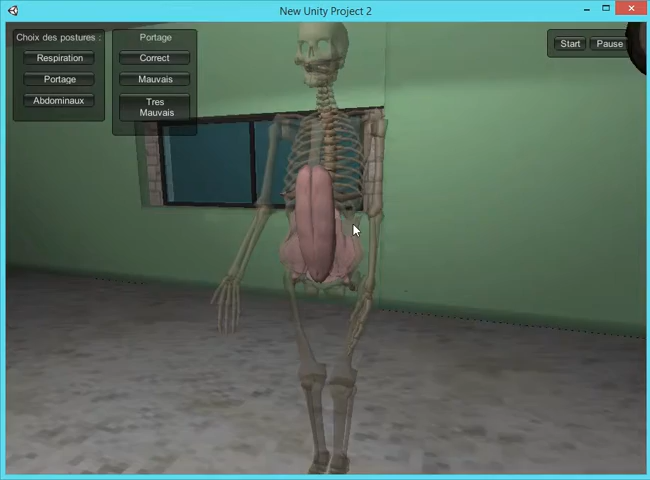 New Unity Project 2
Choix des postures :
Respiration
Portage
Abdominaux
Portage
Correct
Mauvais
Tres
Mauvais
Start
Pause